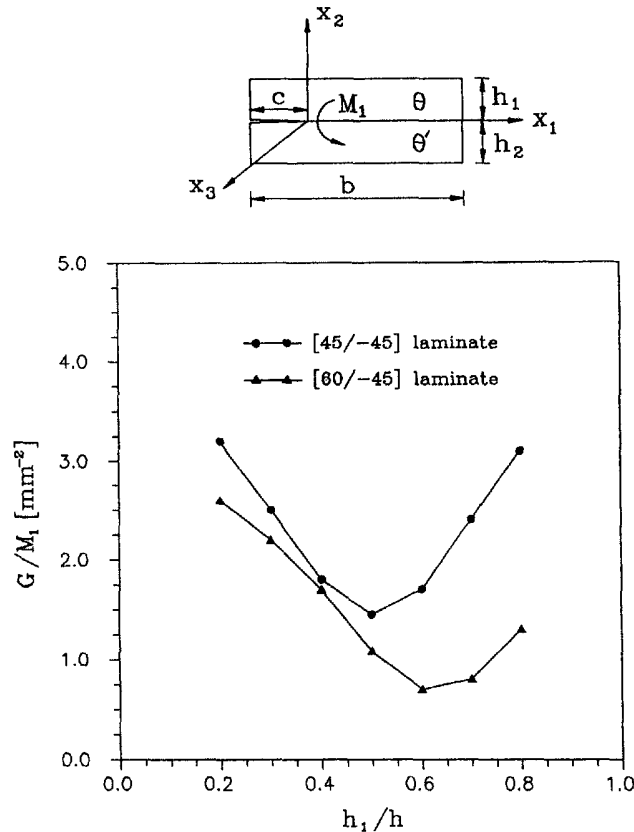 x₂
c
M₁
θ
h₁
x₁
θ′
h₂
x₃
b
5.0
[45/-45] laminate
4.0
[60/-45] laminate
3.0
G/M₁ [mm⁻²]
2.0
1.0
0.0
0.0 0.2 0.4 0.6 0.8 1.0
h₁/h